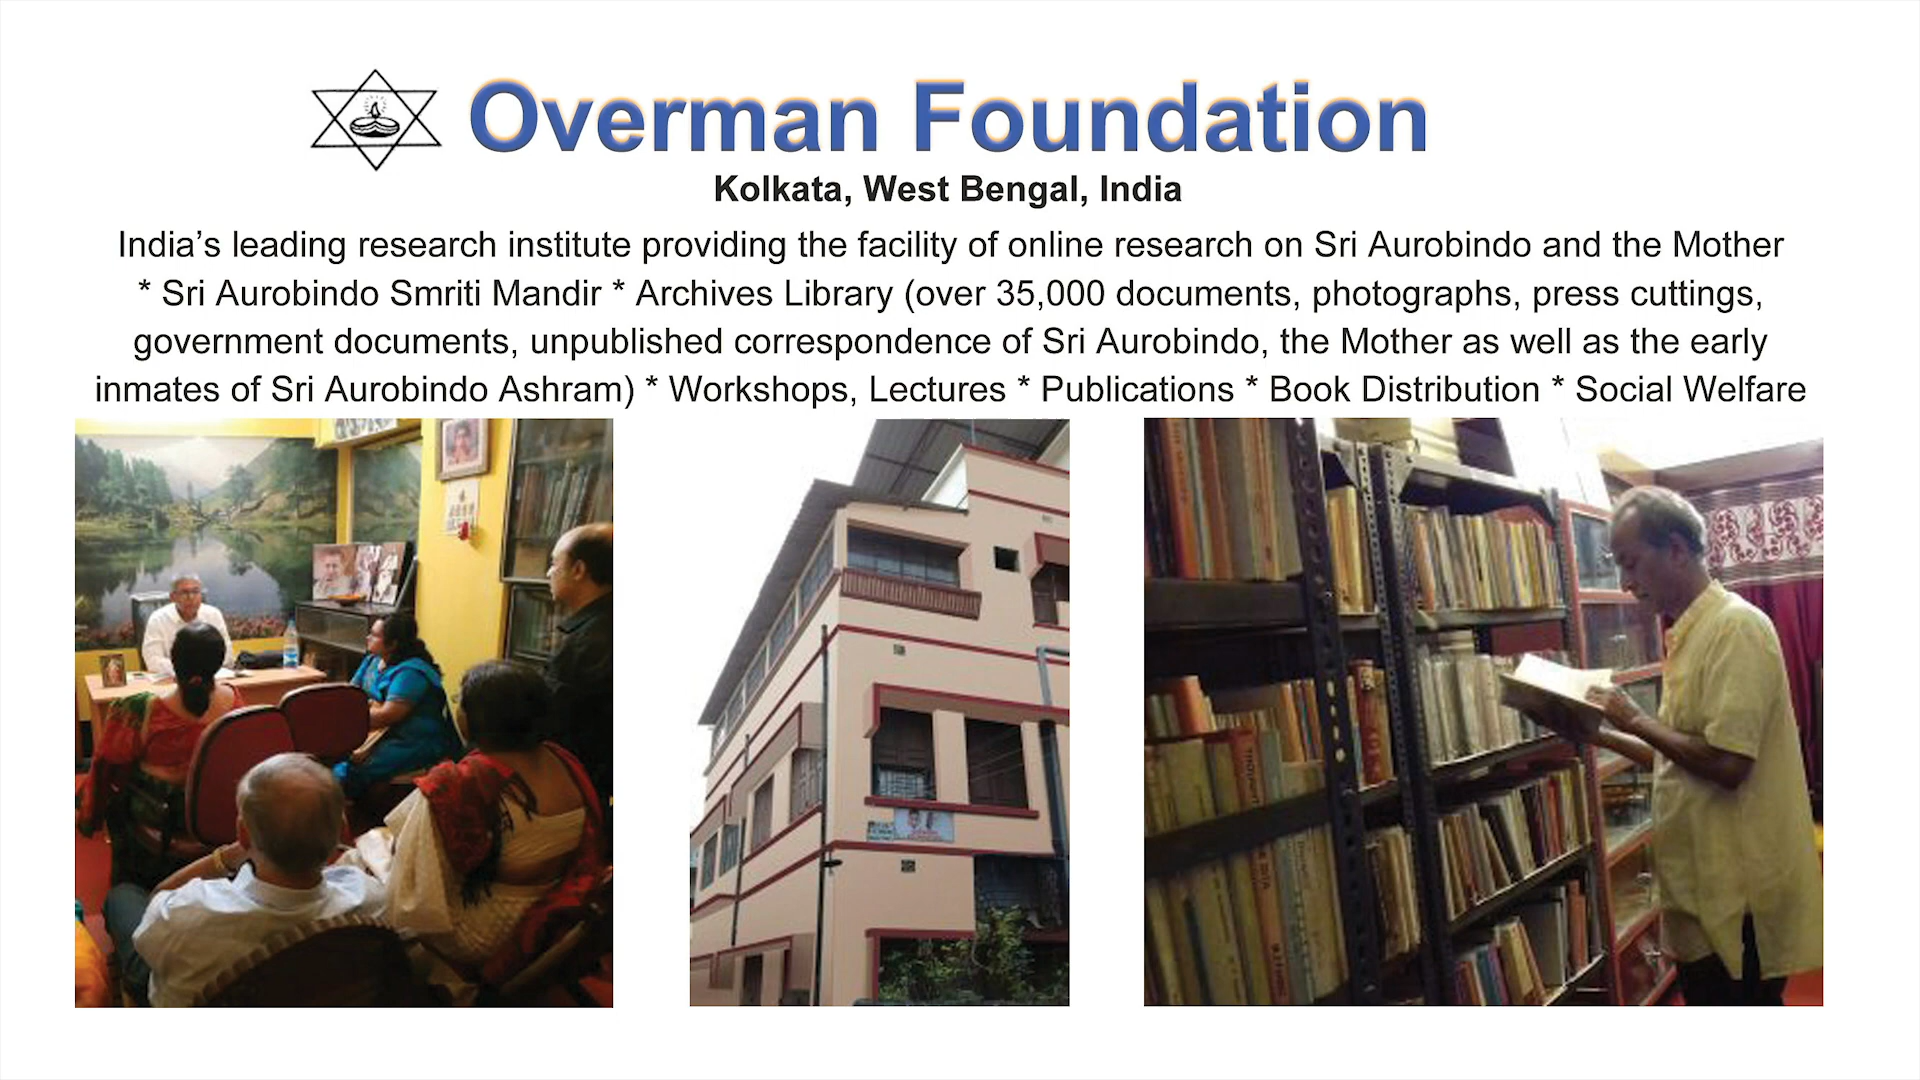 Overman Foundation
Kolkata, West Bengal, India
India’s leading research institute providing the facility of online research on Sri Aurobindo and the Mother
* Sri Aurobindo Smriti Mandir * Archives Library (over 35,000 documents, photographs, press cuttings,
government documents, unpublished correspondence of Sri Aurobindo, the Mother as well as the early
inmates of Sri Aurobindo Ashram) * Workshops, Lectures * Publications * Book Distribution * Social Welfare